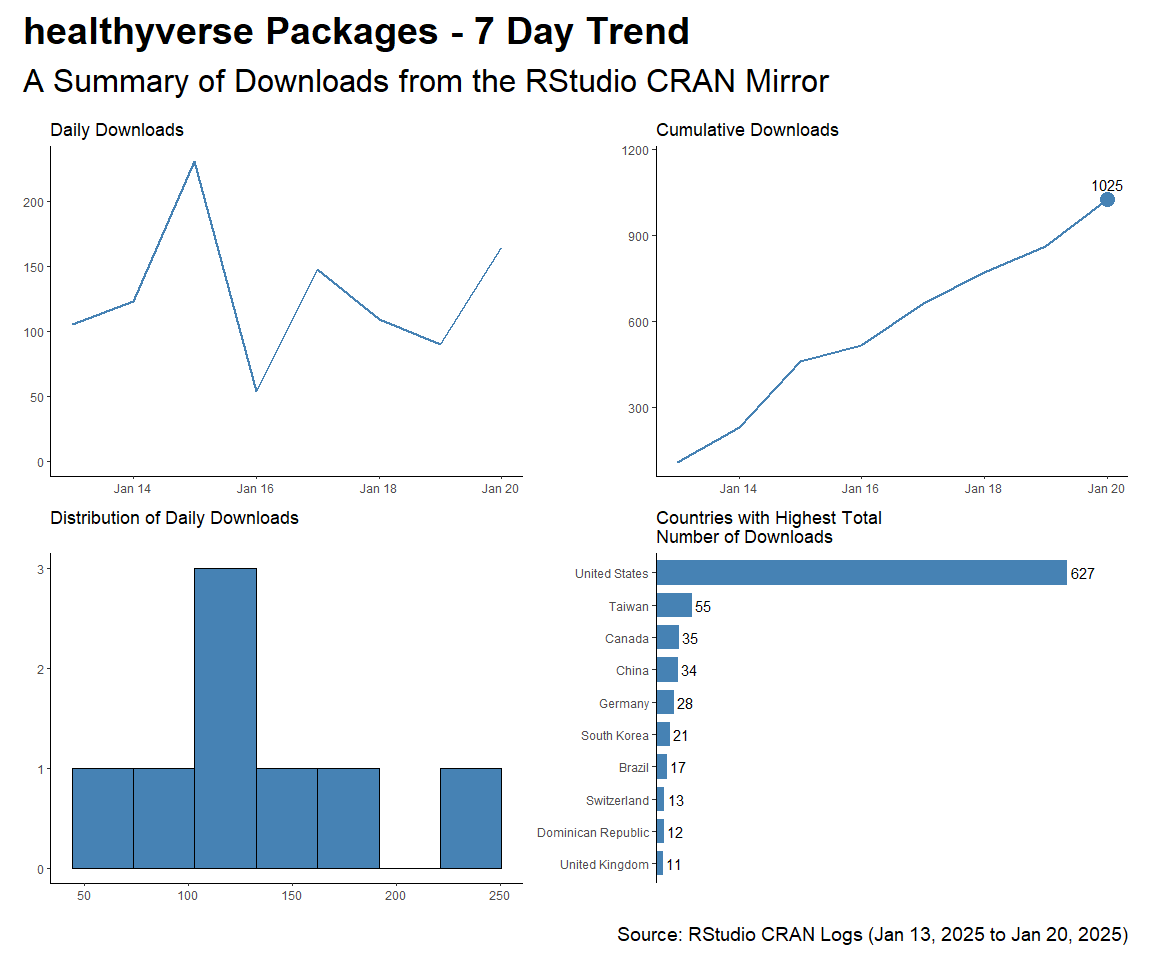 healthyverse Packages - 7 Day Trend
A Summary of Downloads from the RStudio CRAN Mirror
Daily Downloads
200
150
100
50
0
Jan 14 Jan 16 Jan 18 Jan 20
Cumulative Downloads
1200
900
600
300
1025
Jan 14 Jan 16 Jan 18 Jan 20
Distribution of Daily Downloads
3
2
1
0
50 100 150 200 250
Countries with Highest Total
Number of Downloads
United States 627
Taiwan 55
Canada 35
China 34
Germany 28
South Korea 21
Brazil 17
Switzerland 13
Dominican Republic 12
United Kingdom 11
Source: RStudio CRAN Logs (Jan 13, 2025 to Jan 20, 2025)